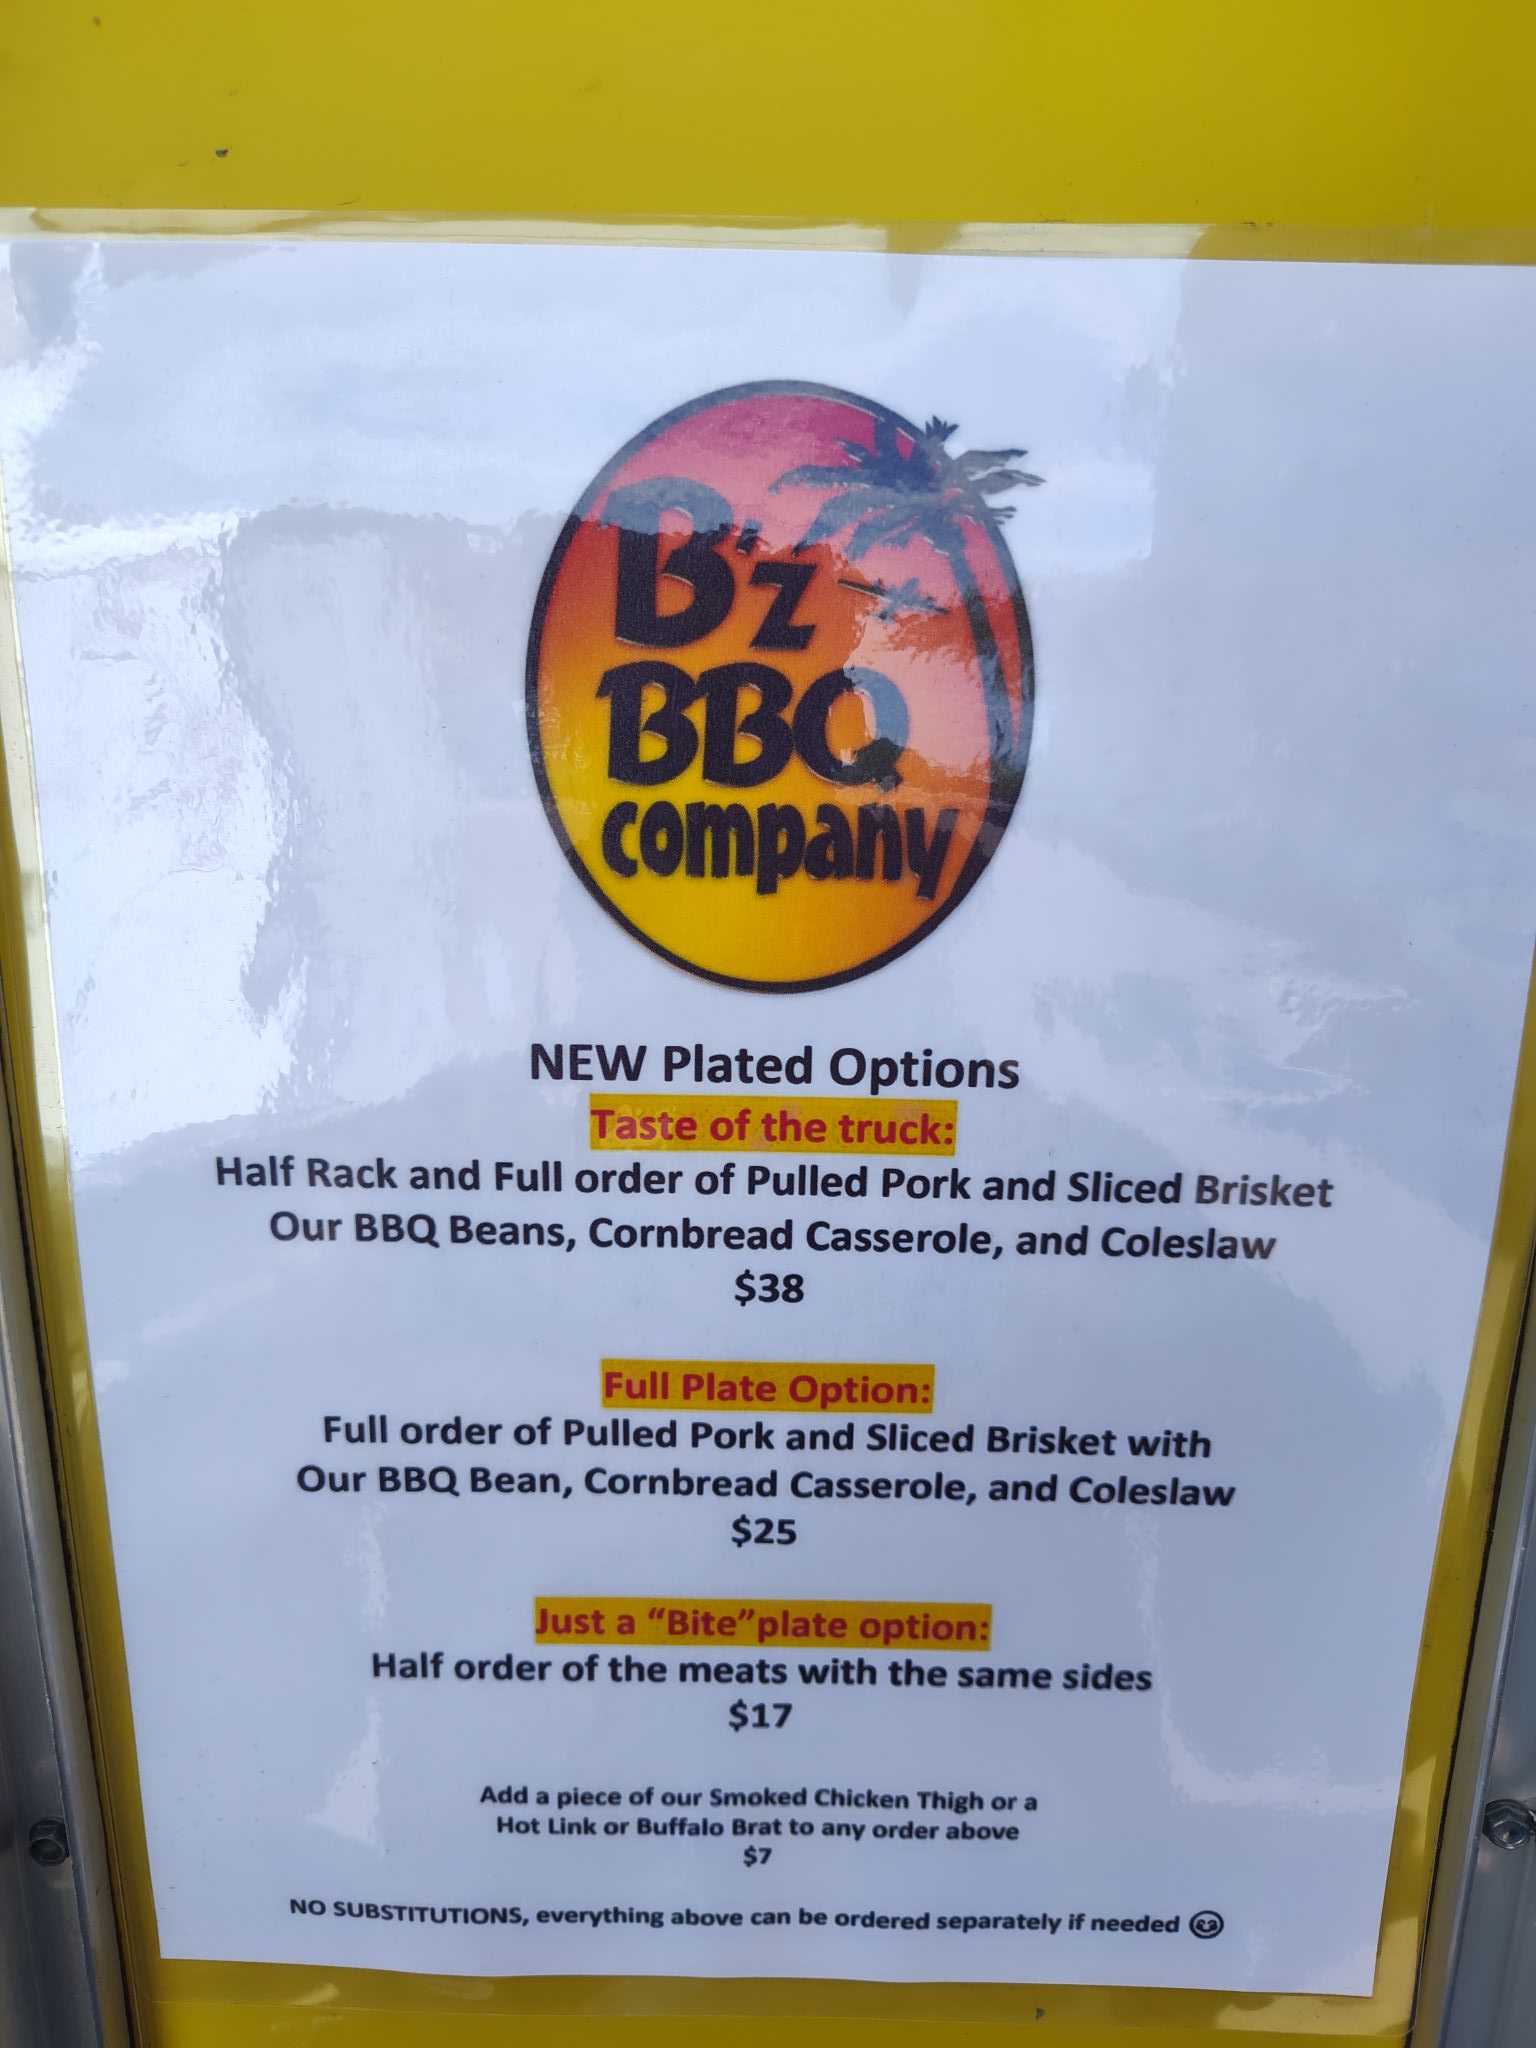 B'z
BBQ
company
NEW Plated Options
Taste of the truck:
Half Rack and Full order of Pulled Pork and Sliced Brisket
Our BBQ Beans, Cornbread Casserole, and Coleslaw
$38
Full Plate Option:
Full order of Pulled Pork and Sliced Brisket with
Our BBQ Bean, Cornbread Casserole, and Coleslaw
$25
Just a “Bite”plate option:
Half order of the meats with the same sides
$17
Add a piece of our Smoked Chicken Thigh or a
Hot Link or Buffalo Brat to any order above
$7
NO SUBSTITUTIONS, everything above can be ordered separately if needed